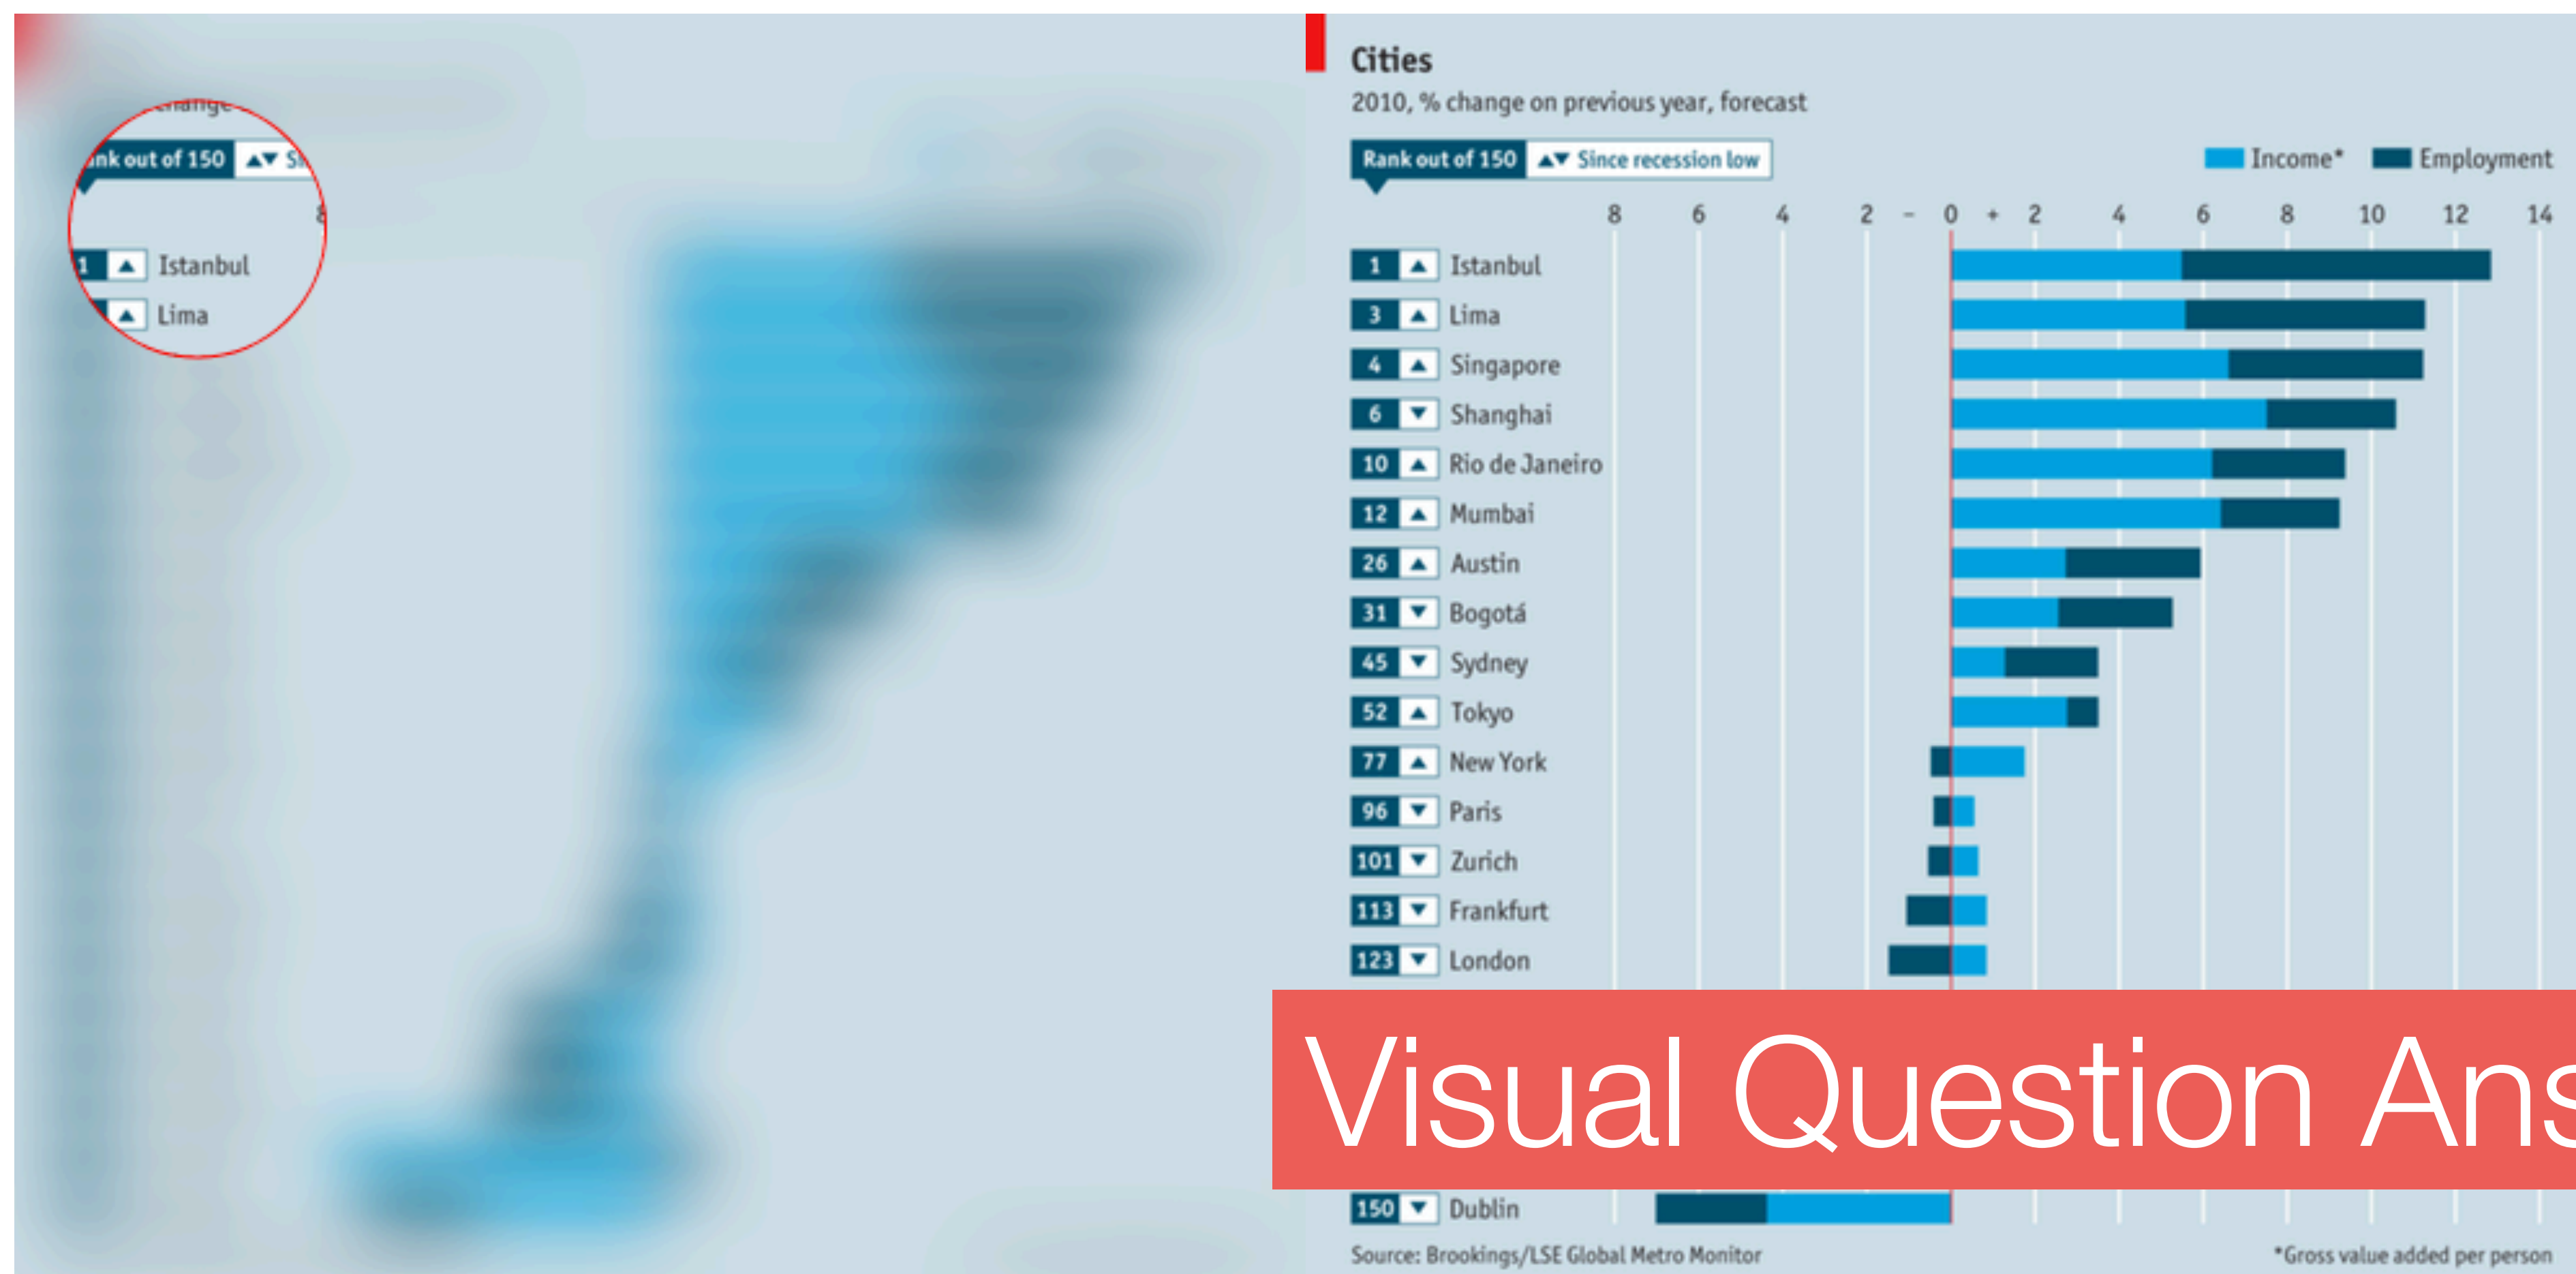 change
ank out of 150 ▲▼ Si
8
1 ▲ Istanbul
▲ Lima
Cities
2010, % change on previous year, forecast
Rank out of 150 ▲▼ Since recession low
Income* Employment
8 6 4 2 – 0 + 2 4 6 8 10 12 14
1 ▲ Istanbul
3 ▲ Lima
4 ▲ Singapore
6 ▼ Shanghai
10 ▲ Rio de Janeiro
12 ▲ Mumbai
26 ▲ Austin
31 ▼ Bogotá
45 ▼ Sydney
52 ▲ Tokyo
77 ▲ New York
96 ▼ Paris
101 ▼ Zurich
113 ▼ Frankfurt
123 ▼ London
Visual Question Ans
150 ▼ Dublin
Source: Brookings/LSE Global Metro Monitor
*Gross value added per person